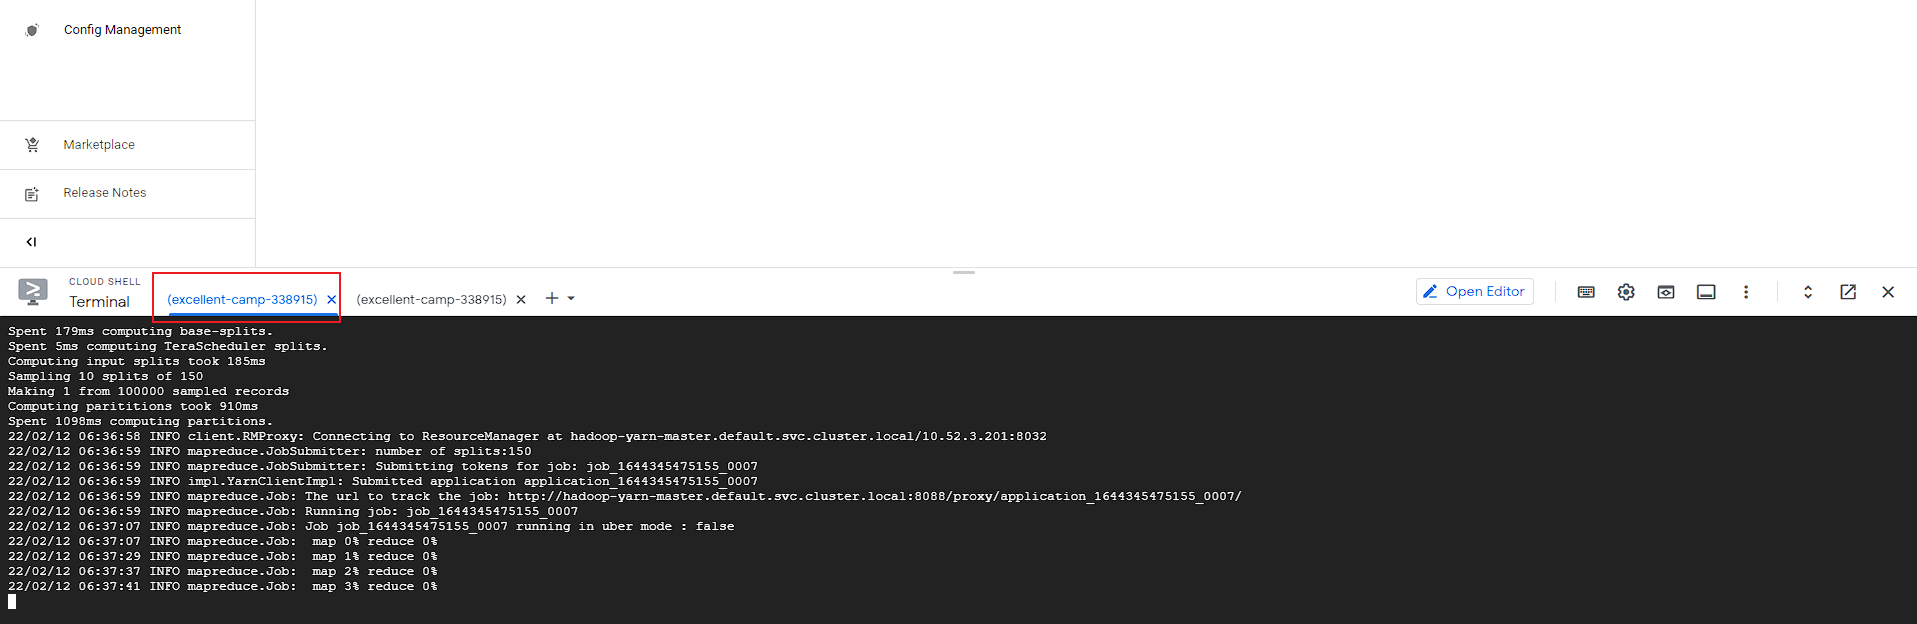 Config Management
Marketplace
Release Notes
CLOUD SHELL
Terminal
(excellent-camp-338915)
(excellent-camp-338915)
Open Editor
Spent 179ms computing base-splits.
Spent 5ms computing TeraScheduler splits.
Computing input splits took 185ms
Sampling 10 splits of 150
Making 1 from 100000 sampled records
Computing parititions took 910ms
Spent 1098ms computing partitions.
22/02/12 06:36:58 INFO client.RMProxy: Connecting to ResourceManager at hadoop-yarn-master.default.svc.cluster.local/10.52.3.201:8032
22/02/12 06:36:59 INFO mapreduce.JobSubmitter: number of splits:150
22/02/12 06:36:59 INFO mapreduce.JobSubmitter: Submitting tokens for job: job_1644345475155_0007
22/02/12 06:36:59 INFO impl.YarnClientImpl: Submitted application application_1644345475155_0007
22/02/12 06:36:59 INFO mapreduce.Job: The url to track the job: http://hadoop-yarn-master.default.svc.cluster.local:8088/proxy/application_1644345475155_0007/
22/02/12 06:36:59 INFO mapreduce.Job: Running job: job_1644345475155_0007
22/02/12 06:37:07 INFO mapreduce.Job: Job job_1644345475155_0007 running in uber mode : false
22/02/12 06:37:07 INFO mapreduce.Job:  map 0% reduce 0%
22/02/12 06:37:29 INFO mapreduce.Job:  map 1% reduce 0%
22/02/12 06:37:37 INFO mapreduce.Job:  map 2% reduce 0%
22/02/12 06:37:41 INFO mapreduce.Job:  map 3% reduce 0%